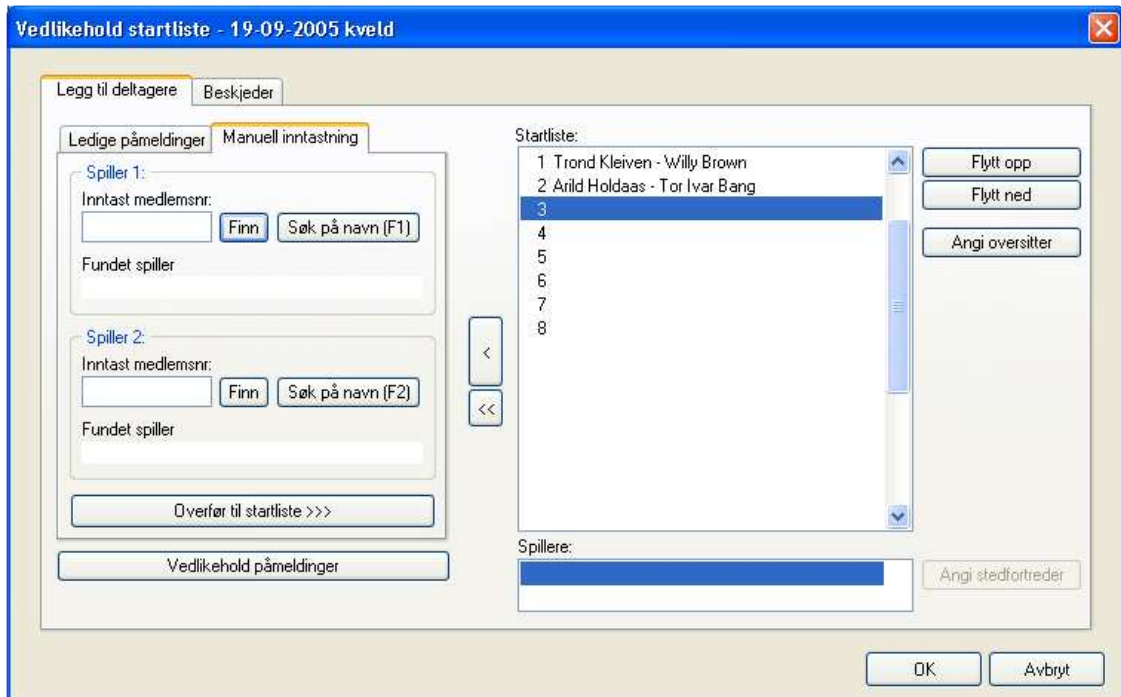 Vedlikehold startliste - 19-09-2005 kveld
Legg til deltagere
Beskjeder
Ledige påmeldinger
Manuell inntastning
Spiller 1:
Inntast medlemsnr:
Finn
Søk på navn (F1)
Fundet spiller
Spiller 2:
Inntast medlemsnr:
Finn
Søk på navn (F2)
Fundet spiller
Overfør til startliste >>>
Vedlikehold påmeldinger
<
<<
Startliste:
1 Trond Kleiven - Willy Brown
2 Arild Holdaas - Tor Ivar Bang
3
4
5
6
7
8
Spillere:
Flytt opp
Flytt ned
Angi oversitter
Angi stedfortreder
OK
Avbryt